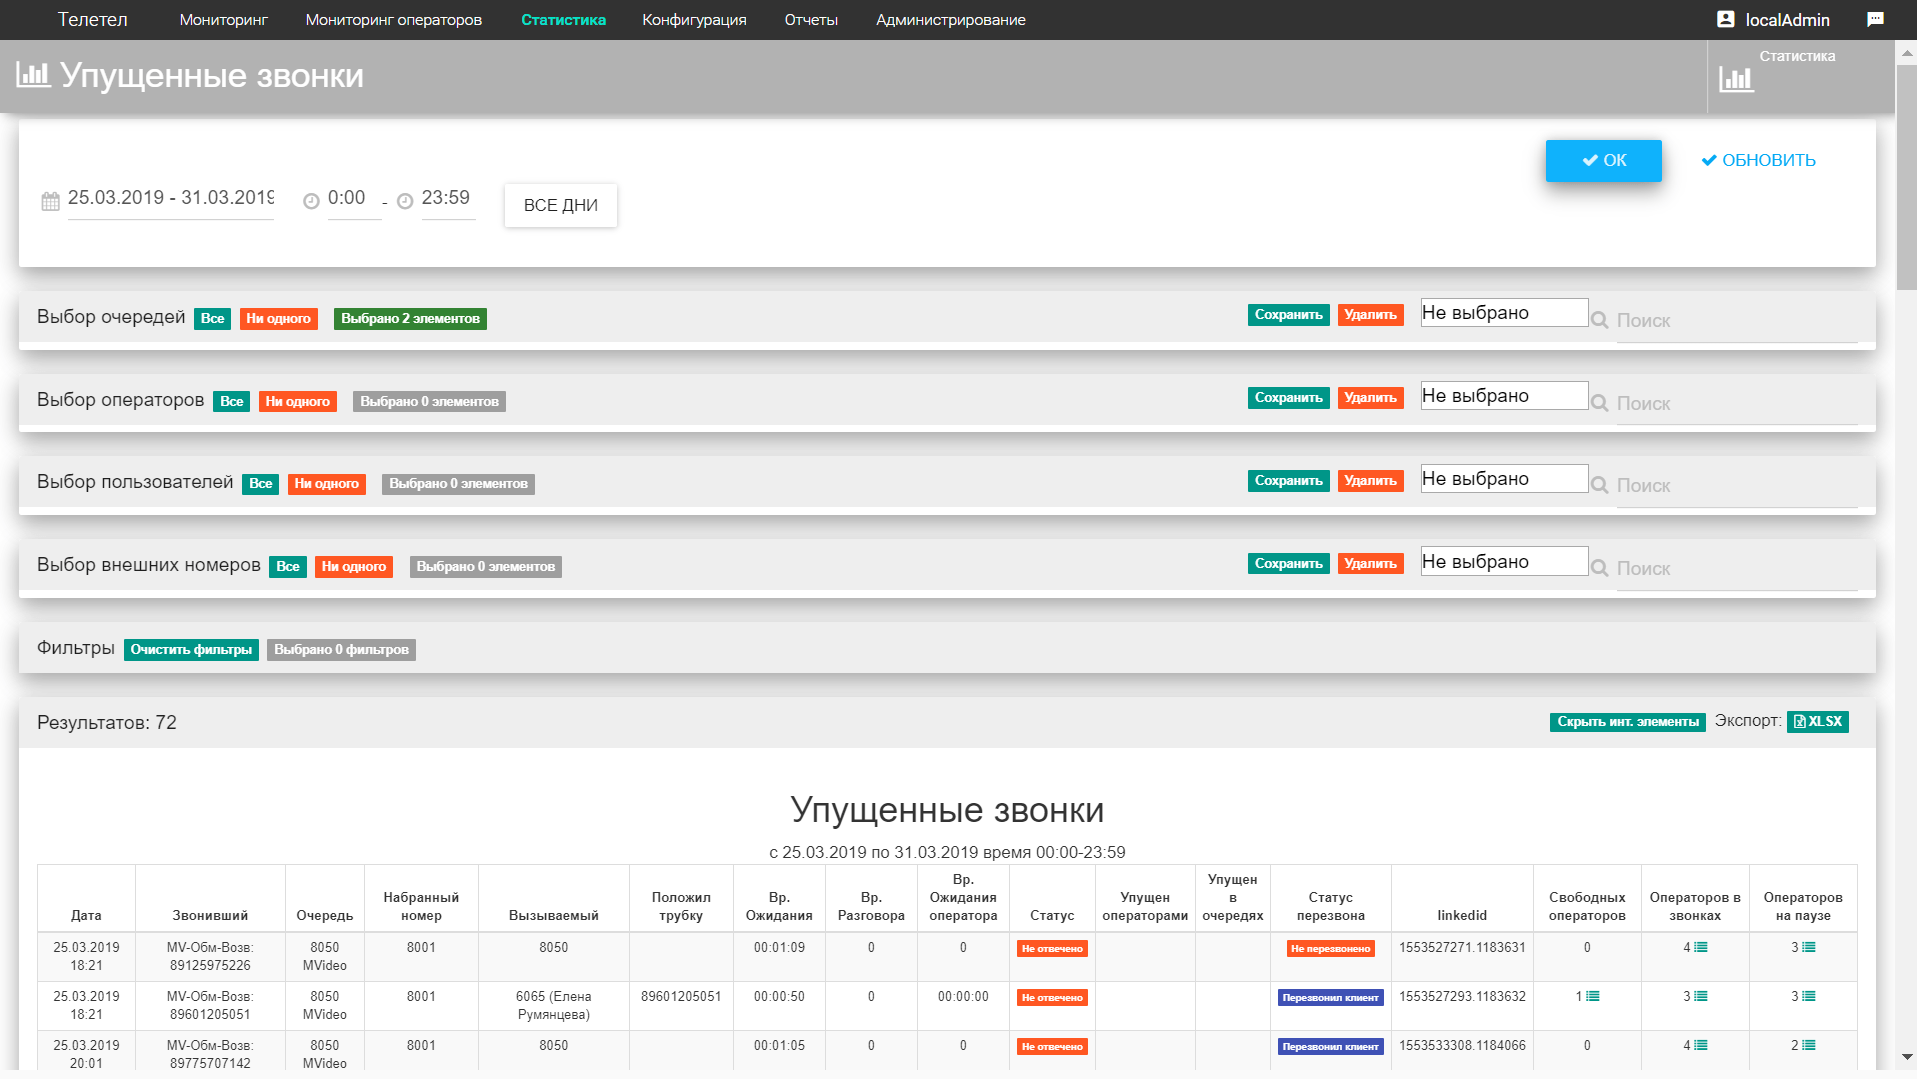 Телетел Мониторинг Мониторинг операторов Статистика Конфигурация Отчеты Администрирование localAdmin
Упущенные звонки Статистика
ОК ОБНОВИТЬ
25.03.2019 - 31.03.2019 0:00 - 23:59 ВСЕ ДНИ
Выбор очередей Все Ни одного Выбрано 2 элементов Сохранить Удалить Не выбрано Поиск
Выбор операторов Все Ни одного Выбрано 0 элементов Сохранить Удалить Не выбрано Поиск
Выбор пользователей Все Ни одного Выбрано 0 элементов Сохранить Удалить Не выбрано Поиск
Выбор внешних номеров Все Ни одного Выбрано 0 элементов Сохранить Удалить Не выбрано Поиск
Фильтры Очистить фильтры Выбрано 0 фильтров
Результатов: 72 Скрыть инт. элементы Экспорт: XLSX
Упущенные звонки
с 25.03.2019 по 31.03.2019 время 00:00-23:59
Дата Звонивший Очередь Набранный номер Вызываемый Положил трубку Вр. Ожидания Вр. Разговора Вр. Ожидания оператора Статус Упущен операторами Упущен в очередях Статус перезвона linkedid Свободных операторов Операторов в звонках Операторов на паузе
25.03.2019 18:21 MV-Обм-Возв: 89125975226 8050 MVideo 8001 8050 00:01:09 0 0 Не отвечено Не перезвонено 1553527271.1183631 0 4 3
25.03.2019 18:21 MV-Обм-Возв: 89601205051 8050 MVideo 8001 6065 (Елена Румянцева) 89601205051 00:00:50 0 00:00:00 Не отвечено Перезвонил клиент 1553527293.1183632 1 3 3
25.03.2019 20:01 MV-Обм-Возв: 89775707142 8050 MVideo 8001 8050 00:01:05 0 0 Не отвечено Перезвонил клиент 1553533308.1184066 0 4 2